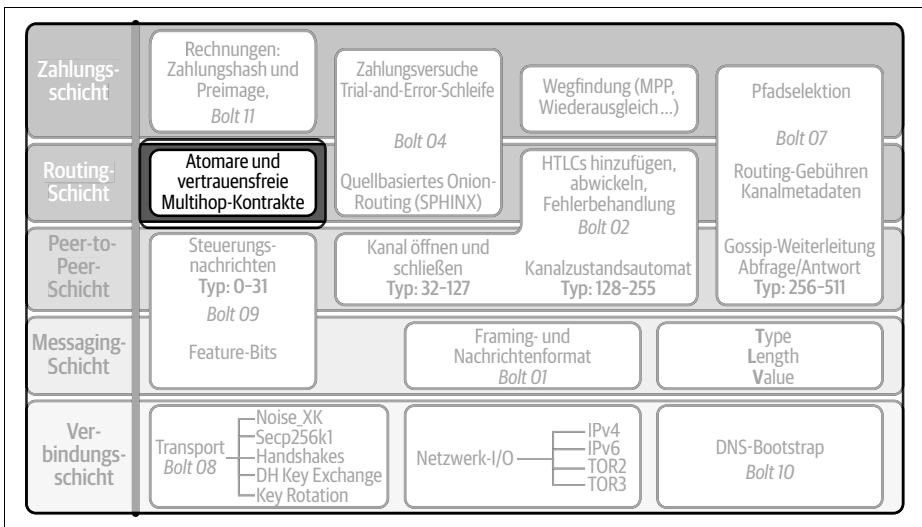 Zahlungs-
schicht
Rechnungen:
Zahlungshash und
Preimage,
Bolt 11
Zahlungsversuche
Trial-and-Error-Schleife
Bolt 04
Quellbasiertes Onion-
Routing (SPHINX)
Wegfindung (MPP,
Wiederausgleich...)
Pfadselektion
Bolt 07
Routing-Gebühren
Kanalmetadaten
Gossip-Weiterleitung
Abfrage/Antwort
Typ: 256–511
Routing-
Schicht
Atomare und
vertrauensfreie
Multihop-Kontrakte
HTLCs hinzufügen,
abwickeln,
Fehlerbehandlung
Bolt 02
Kanalzustandsautomat
Typ: 128–255
Peer-to-
Peer-
Schicht
Steuerungs-
nachrichten
Typ: 0–31
Bolt 09
Feature-Bits
Kanal öffnen und
schließen
Typ: 32–127
Messaging-
Schicht
Framing- und
Nachrichtenformat
Bolt 01
Type
Length
Value
Ver-
bindungs-
schicht
Transport
Bolt 08
Noise_XK
Secp256k1
Handshakes
DH Key Exchange
Key Rotation
Netzwerk-I/O
IPv4
IPv6
TOR2
TOR3
DNS-Bootstrap
Bolt 10